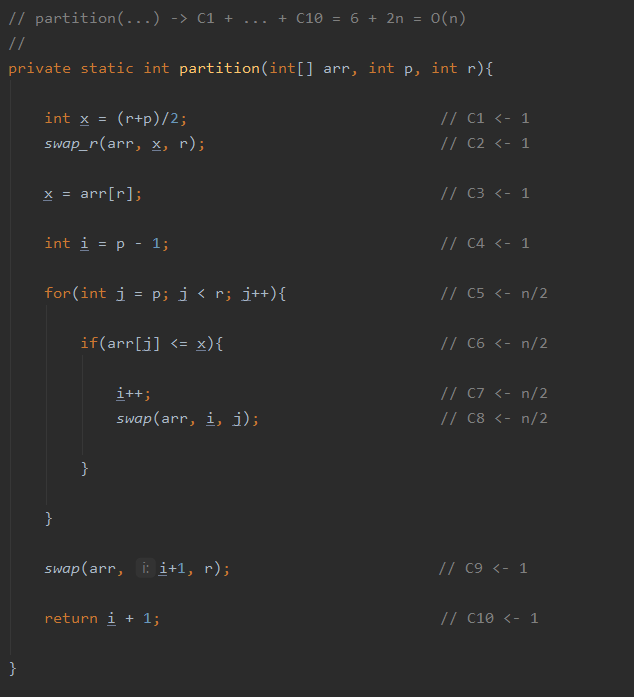 // partition(...) -> C1 + ... + C10 = 6 + 2n = O(n)
//
private static int partition(int[] arr, int p, int r){
int x = (r+p)/2; // C1 <- 1
swap_r(arr, x, r); // C2 <- 1
x = arr[r]; // C3 <- 1
int i = p - 1; // C4 <- 1
for(int j = p; j < r; j++){ // C5 <- n/2
if(arr[j] <= x){ // C6 <- n/2
i++; // C7 <- n/2
swap(arr, i, j); // C8 <- n/2
}
}
swap(arr, i: i+1, r); // C9 <- 1
return i + 1; // C10 <- 1
}